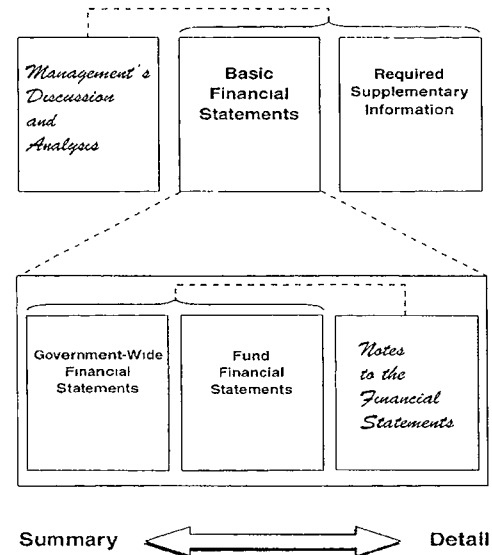 Management's
Discussion
and
Analysis
Basic
Financial
Statements
Required
Supplementary
Information
Government-Wide
Financial
Statements
Fund
Financial
Statements
Notes
to the
Financial
Statements
Summary
Detail